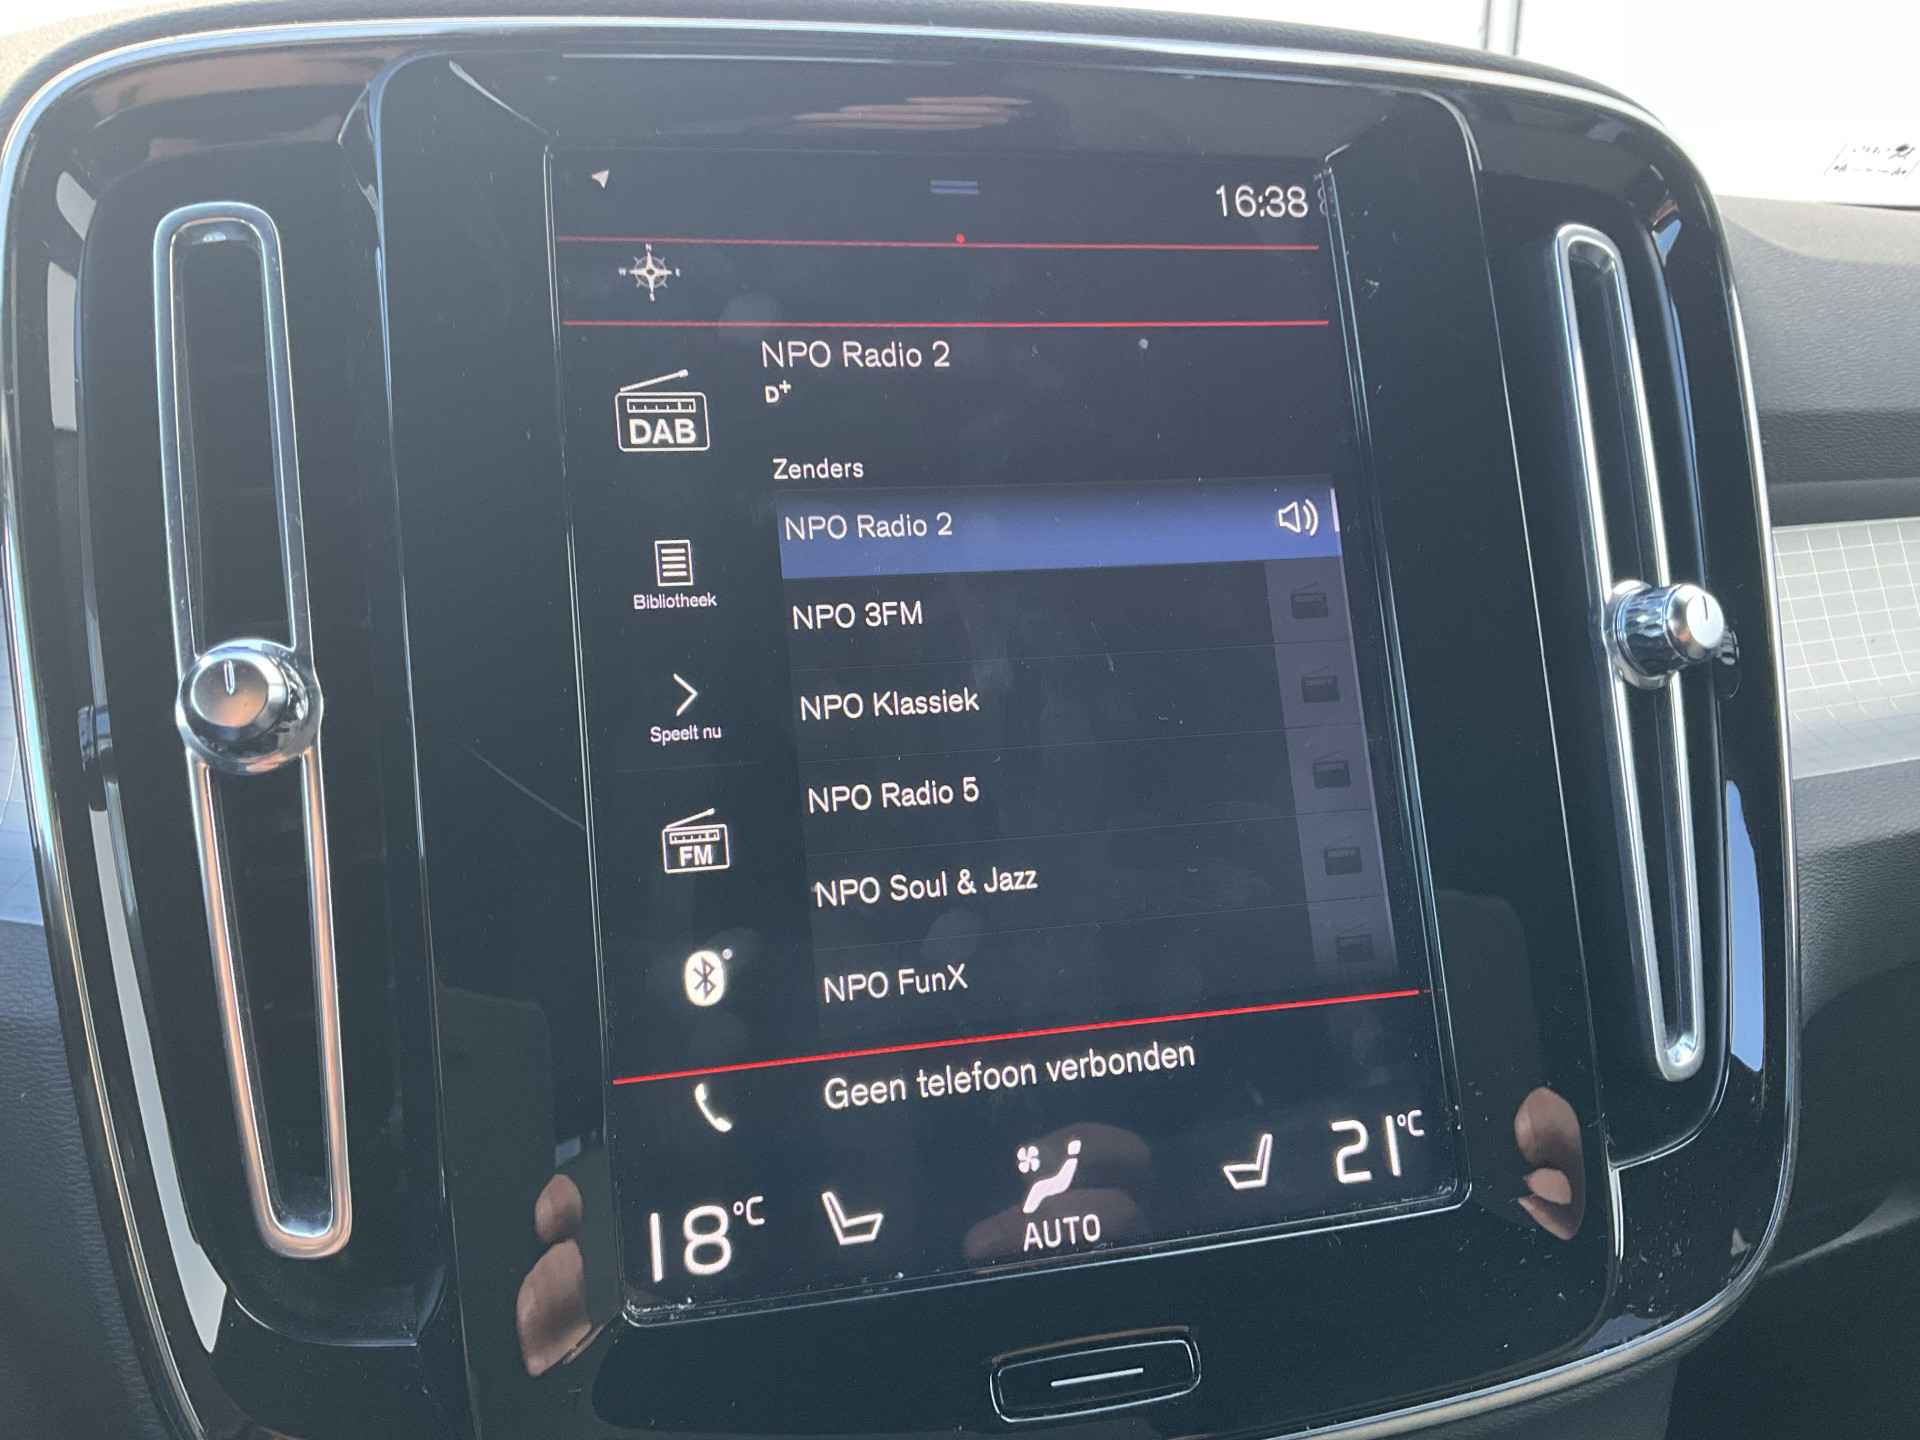 16:38
N
W E
S
NPO Radio 2
D+
DAB
Zenders
NPO Radio 2
Bibliotheek
NPO 3FM
NPO Klassiek
Speelt nu
NPO Radio 5
FM
NPO Soul & Jazz
NPO FunX
Geen telefoon verbonden
18°C
AUTO
21°C